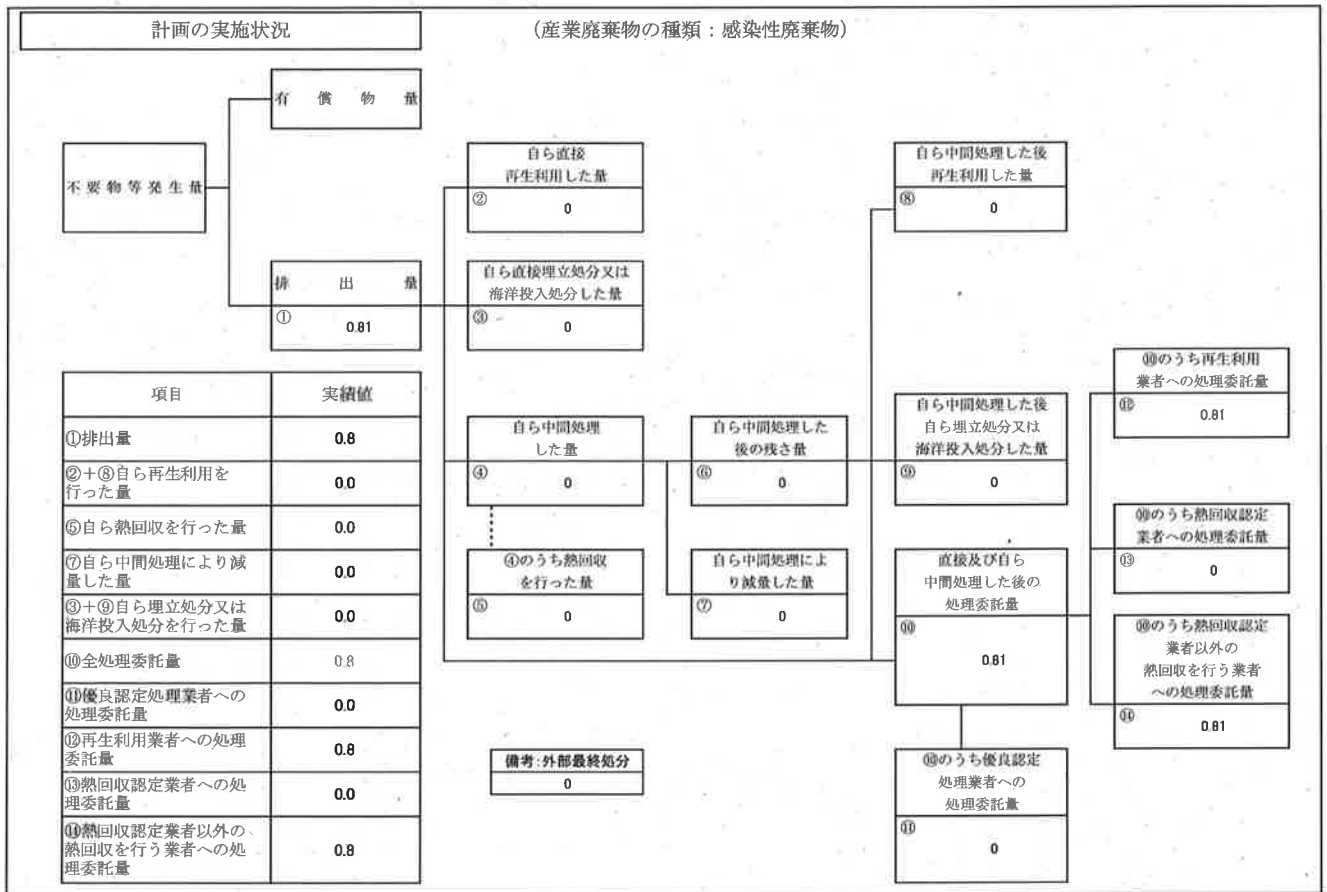 計画の実施状況
(産業廃棄物の種類：感染性廃棄物)
有償物量
不要物等発生量
排出量
① 0.81
自ら直接
再生利用した量
② 0
自ら直接埋立処分又は
海洋投入処分した量
③ 0
自ら中間処理した後
再生利用した量
⑧ 0
項目 実績値
①排出量 0.8
②＋⑧自ら再生利用を
行った量
0.0
⑤自ら熱回収を行った量 0.0
⑦自ら中間処理により減
量した量
0.0
③＋⑨自ら埋立処分又は
海洋投入処分を行った量
0.0
⑩全処理委託量 0.8
⑪優良認定処理業者への
処理委託量
0.0
⑫再生利用業者への処理
委託量
0.8
⑬熱回収認定業者への処
理委託量
0.0
⑭熱回収認定業者以外の
熱回収を行う業者への処
理委託量
0.8
自ら中間処理
した量
④ 0
④のうち熱回収
を行った量
⑤ 0
自ら中間処理した
後の残さ量
⑥ 0
自ら中間処理によ
り減量した量
⑦ 0
備考：外部最終処分
0
自ら中間処理した後
自ら埋立処分又は
海洋投入処分した量
⑨ 0
直接及び自ら
中間処理した後の
処理委託量
⑩
0.81
⑩のうち優良認定
処理業者への
処理委託量
⑪
0
⑩のうち再生利用
業者への処理委託量
⑫ 0.81
⑩のうち熱回収認定
業者への処理委託量
⑬ 0
⑩のうち熱回収認定
業者以外の
熱回収を行う業者
への処理委託量
⑭ 0.81